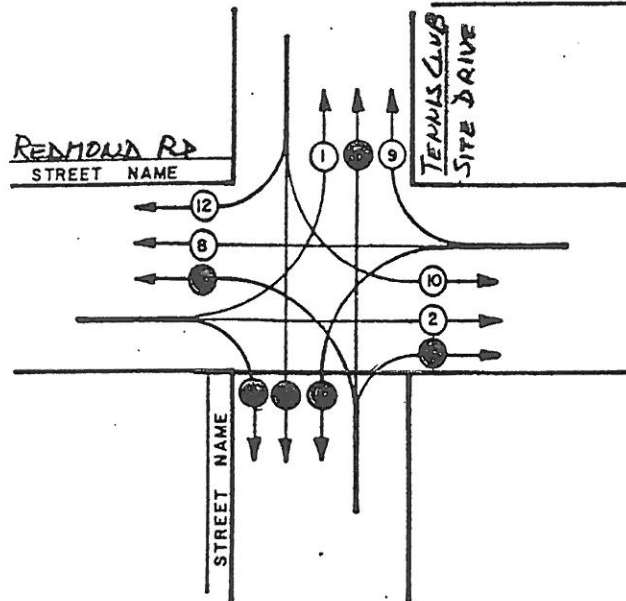 TENNIS CLUB
SITE DRIVE
REDMOND RD
STREET NAME
1
9
12
8
10
2
STREET NAME